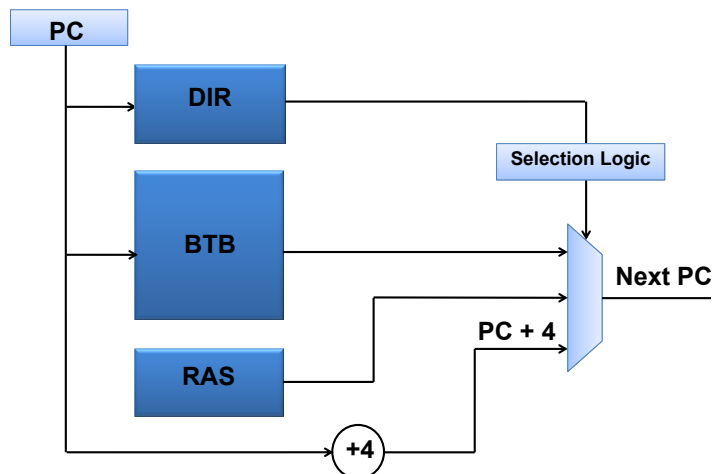 PC
DIR
Selection Logic
BTB
Next PC
PC + 4
RAS
+4